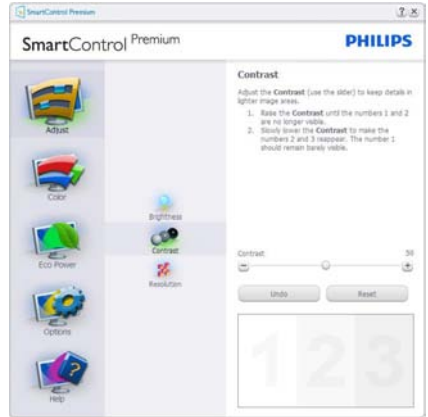 SmartControl Premium
SmartControl Premium
PHILIPS
Adjust
Color
Eco Power
Options
Help
Brightness
Contrast
Resolution
Contrast
Adjust the Contrast (use the slider) to keep details in
lighter image areas.
1. Raise the Contrast until the numbers 1 and 2
are no longer visible.
2. Slowly lower the Contrast to make the
numbers 2 and 3 reappear. The number 1
should remain barely visible.
Contrast 50
Undo Reset
1 2 3